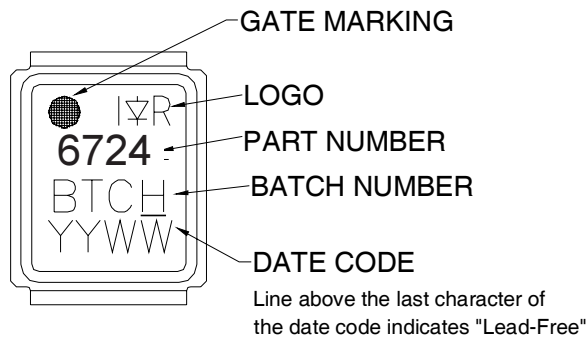 GATE MARKING
IR
LOGO
6724
PART NUMBER
BTCH
BATCH NUMBER
YYWW
DATE CODE
Line above the last character of
the date code indicates "Lead-Free"